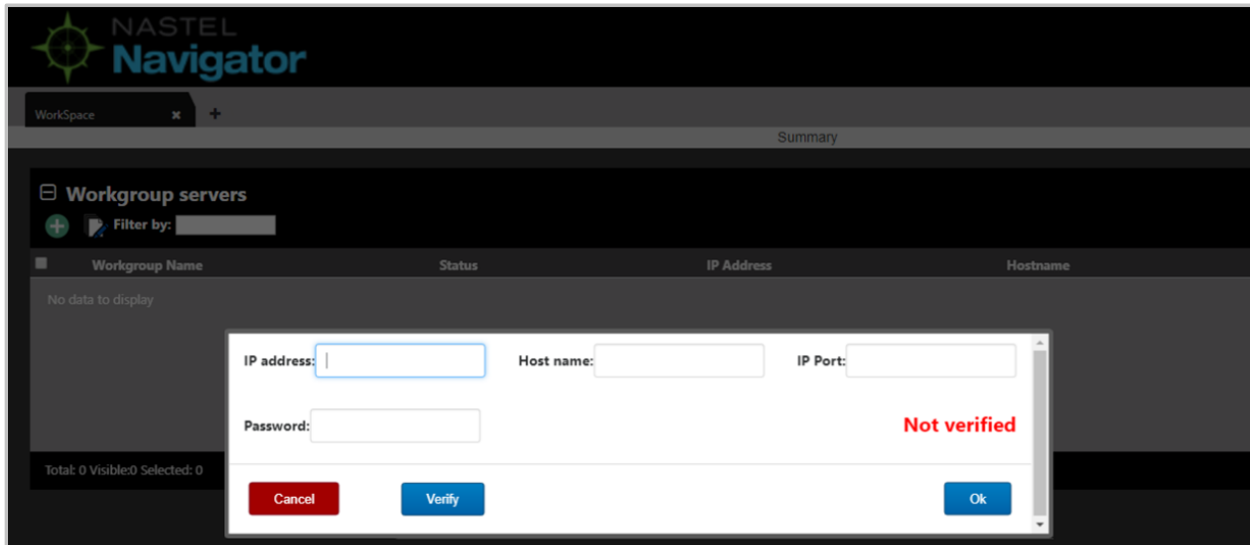 NASTEL
Navigator
WorkSpace ✖ +
Summary
Workgroup servers
Filter by:
Workgroup Name Status IP Address Hostname
No data to display
IP address: Host name: IP Port:
Password: Not verified
Total: 0 Visible:0 Selected: 0
Cancel Verify Ok